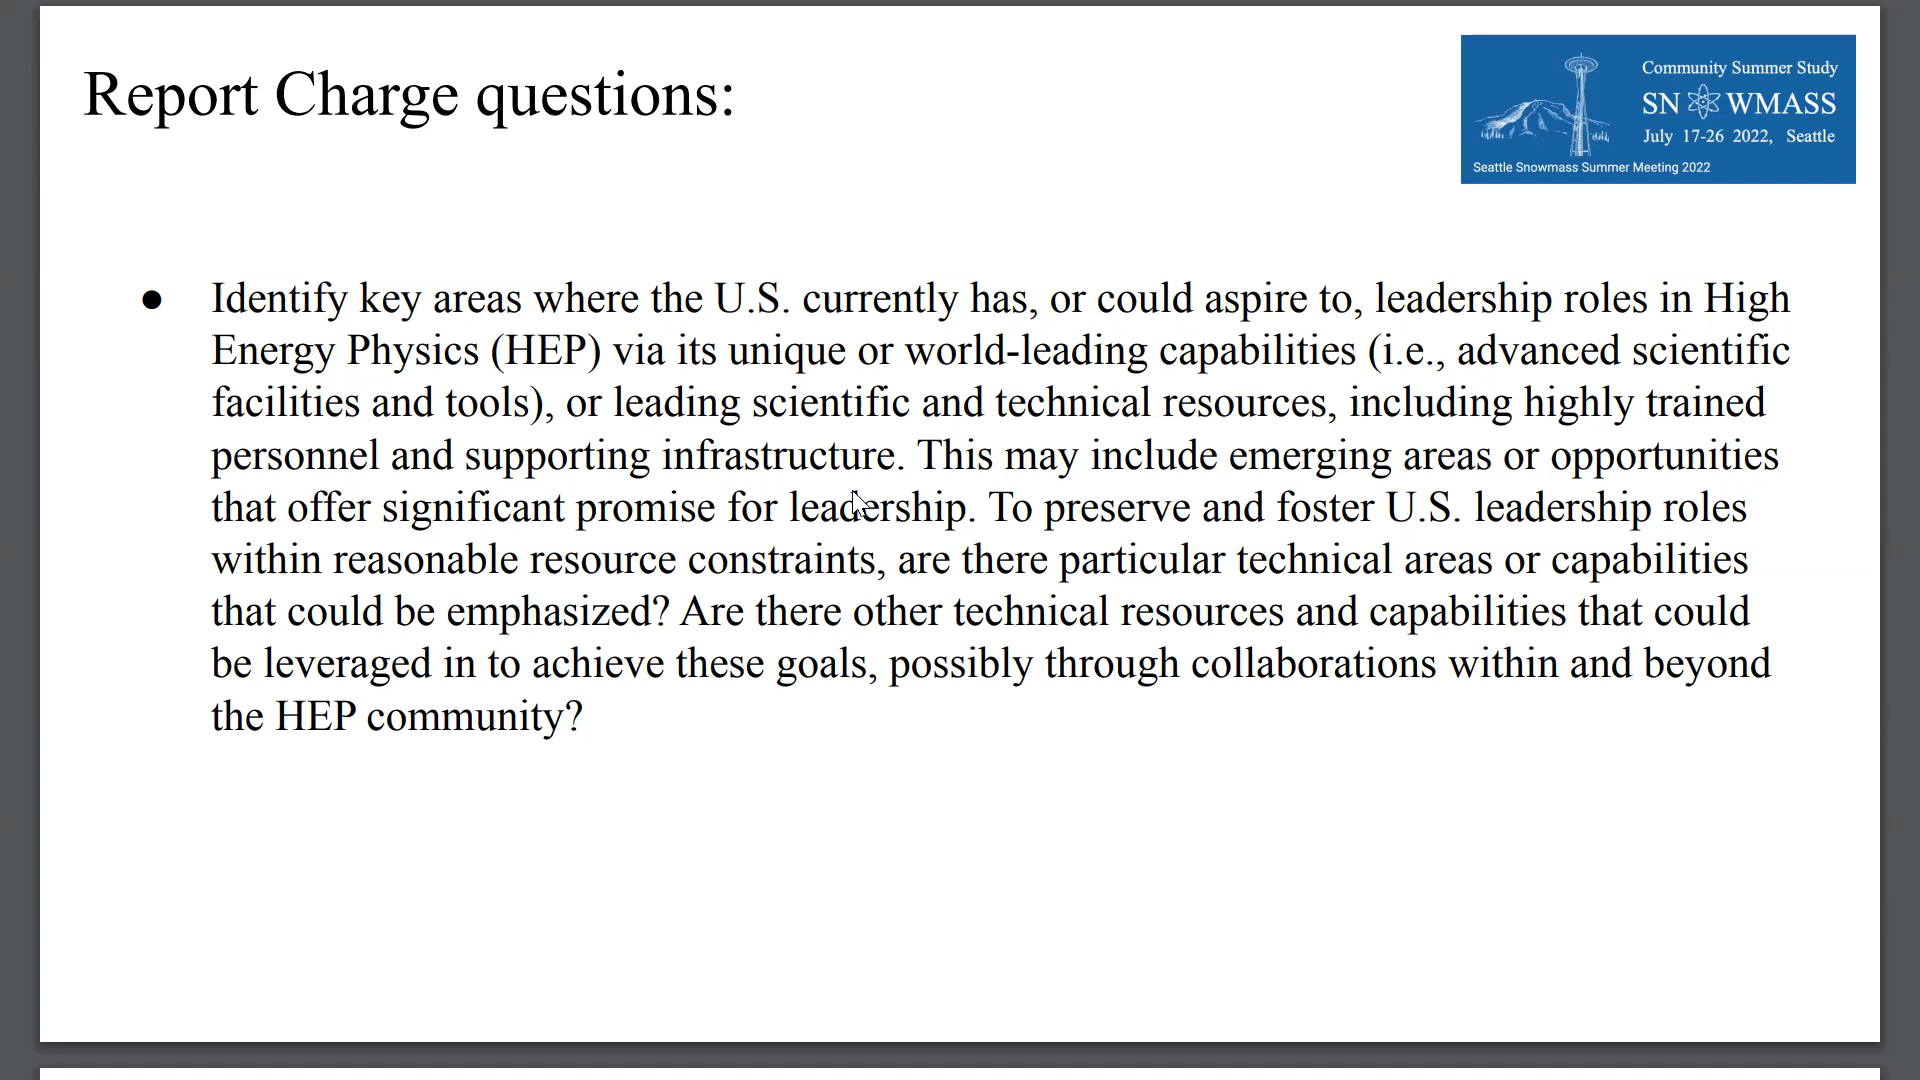 Report Charge questions:
Community Summer Study
SNOWMASS
July 17-26 2022, Seattle
Seattle Snowmass Summer Meeting 2022
● Identify key areas where the U.S. currently has, or could aspire to, leadership roles in High
Energy Physics (HEP) via its unique or world-leading capabilities (i.e., advanced scientific
facilities and tools), or leading scientific and technical resources, including highly trained
personnel and supporting infrastructure. This may include emerging areas or opportunities
that offer significant promise for leadership. To preserve and foster U.S. leadership roles
within reasonable resource constraints, are there particular technical areas or capabilities
that could be emphasized? Are there other technical resources and capabilities that could
be leveraged in to achieve these goals, possibly through collaborations within and beyond
the HEP community?